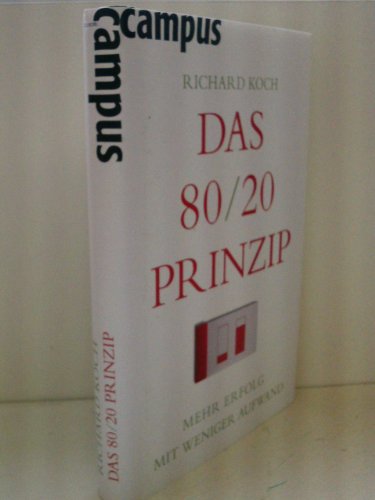 campus
RICHARD KOCH
DAS
80/20
PRINZIP
MEHR ERFOLG
MIT WENIGER AUFWAND
campus
RICHARD KOCH
DAS 80/20 PRINZIP